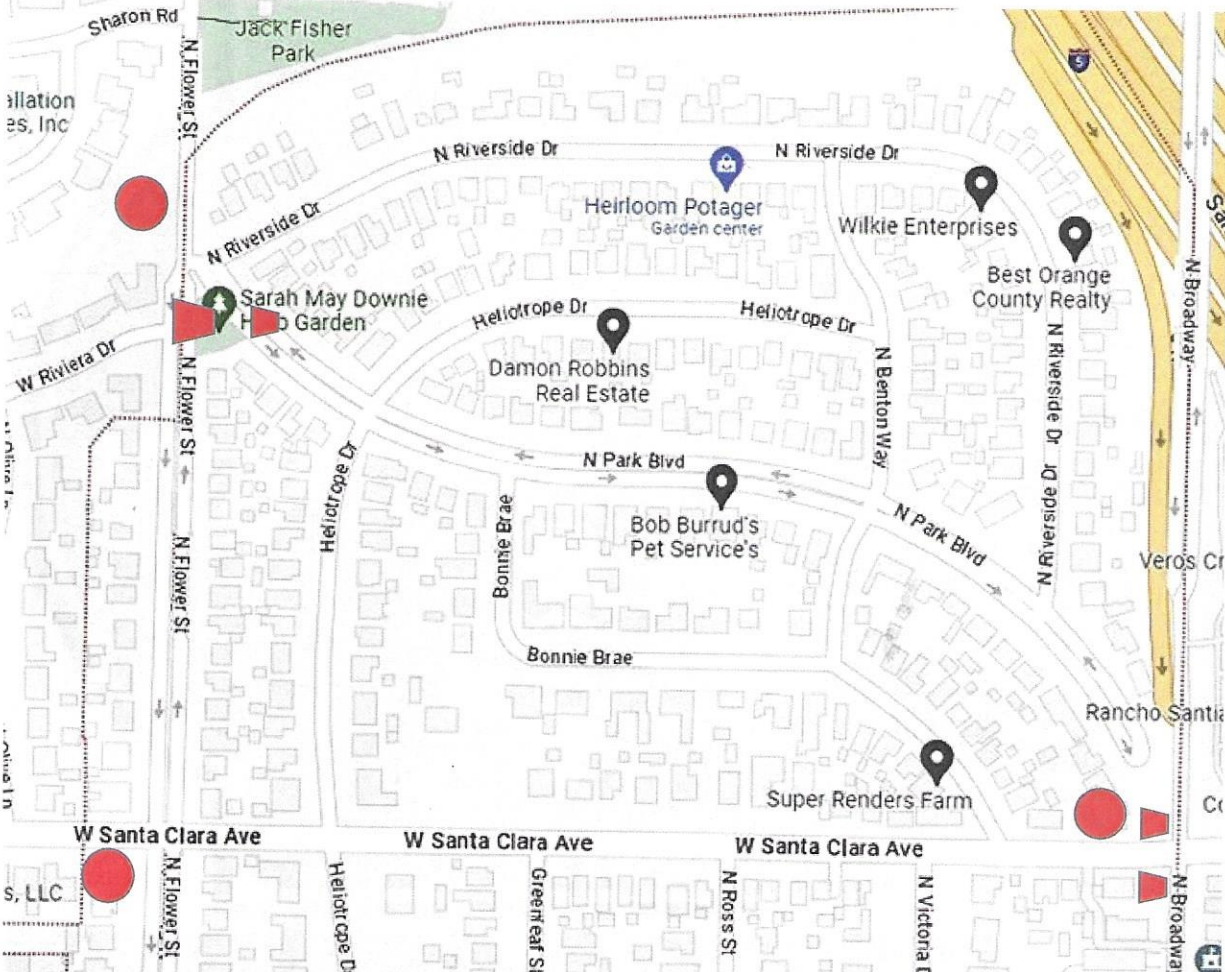 Sharon Rd
Jack Fisher
Park
N Flower St
allation
es, Inc
N Riverside Dr
N Riverside Dr
N Riverside Dr
Heirloom Potager
Garden center
Wilkie Enterprises
Best Orange
County Realty
5
N Broadway
Sarah May Downie
Garden
W Riviera Dr
N Flower St
Heliotrope Dr
Heliotrope Dr
Damon Robbins
Real Estate
N Benton Way
N Riverside Dr
N Riverside Dr
Heliotrope Dr
N Park Blvd
Bob Burrud's
Pet Service's
N Park Blvd
Bonnie Brae
N Flower St
Bonnie Brae
Veros Cr
Rancho Santia
Super Renders Farm
W Santa Clara Ave
W Santa Clara Ave
W Santa Clara Ave
s, LLC
N Flower St
Heliotrope D
Greenleaf St
N Ross St
N Victoria D
N Broadwa